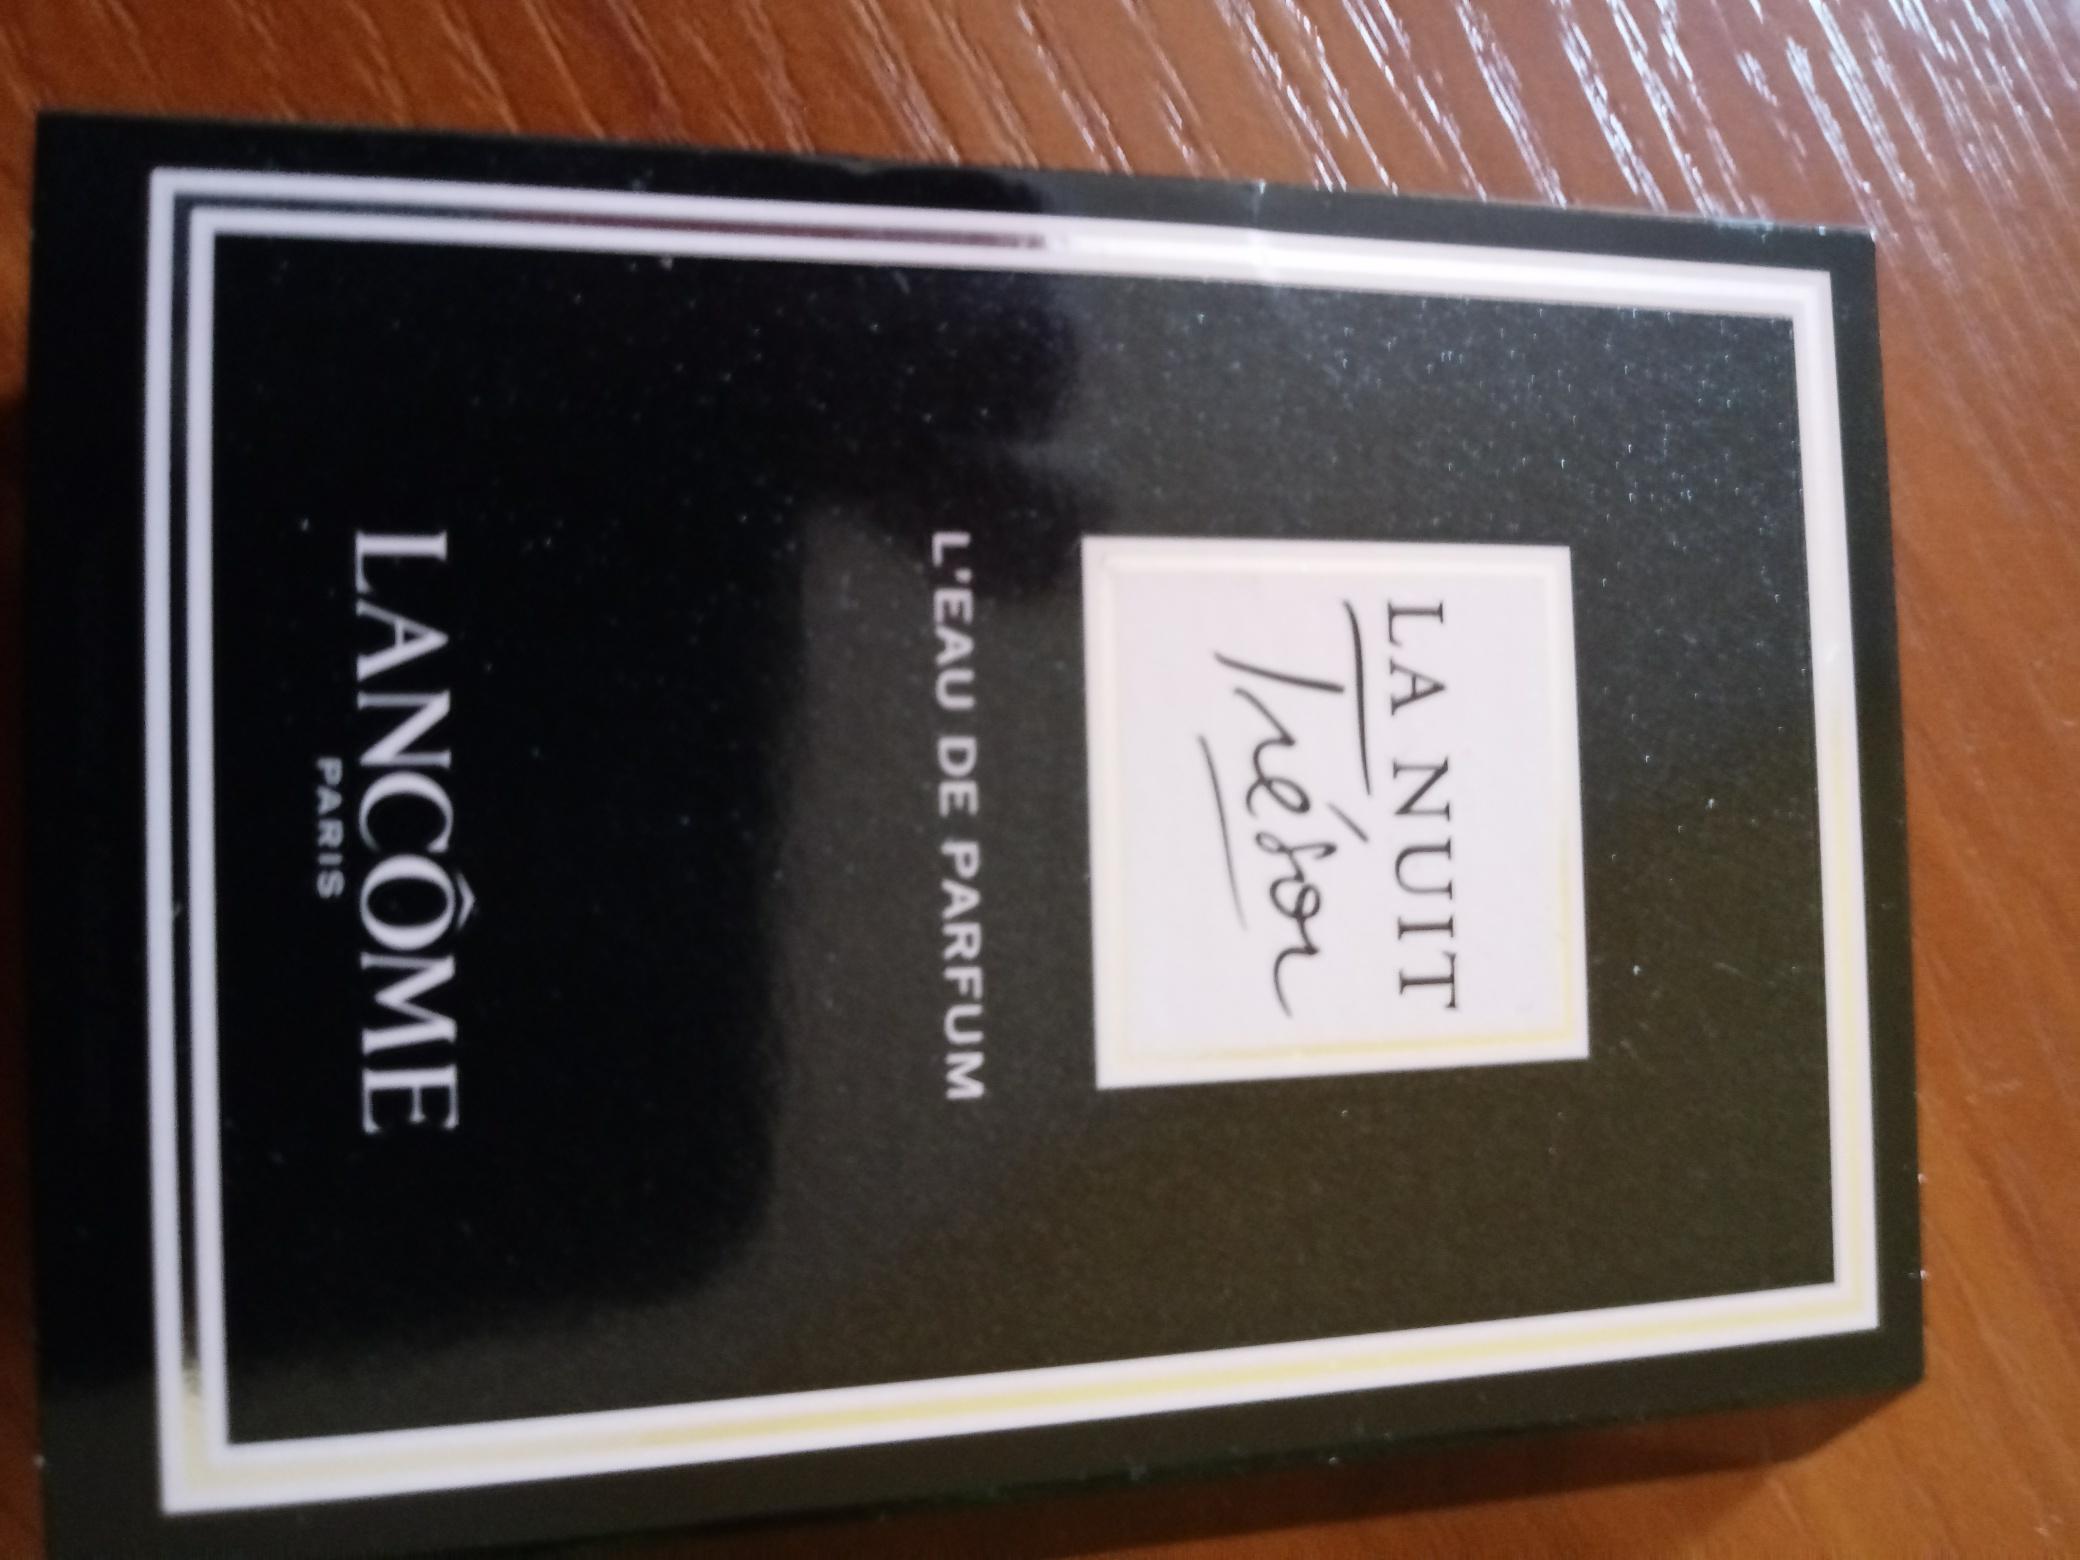 LA NUIT
Trésor
L'EAU DE PARFUM
LANCÔME
PARIS